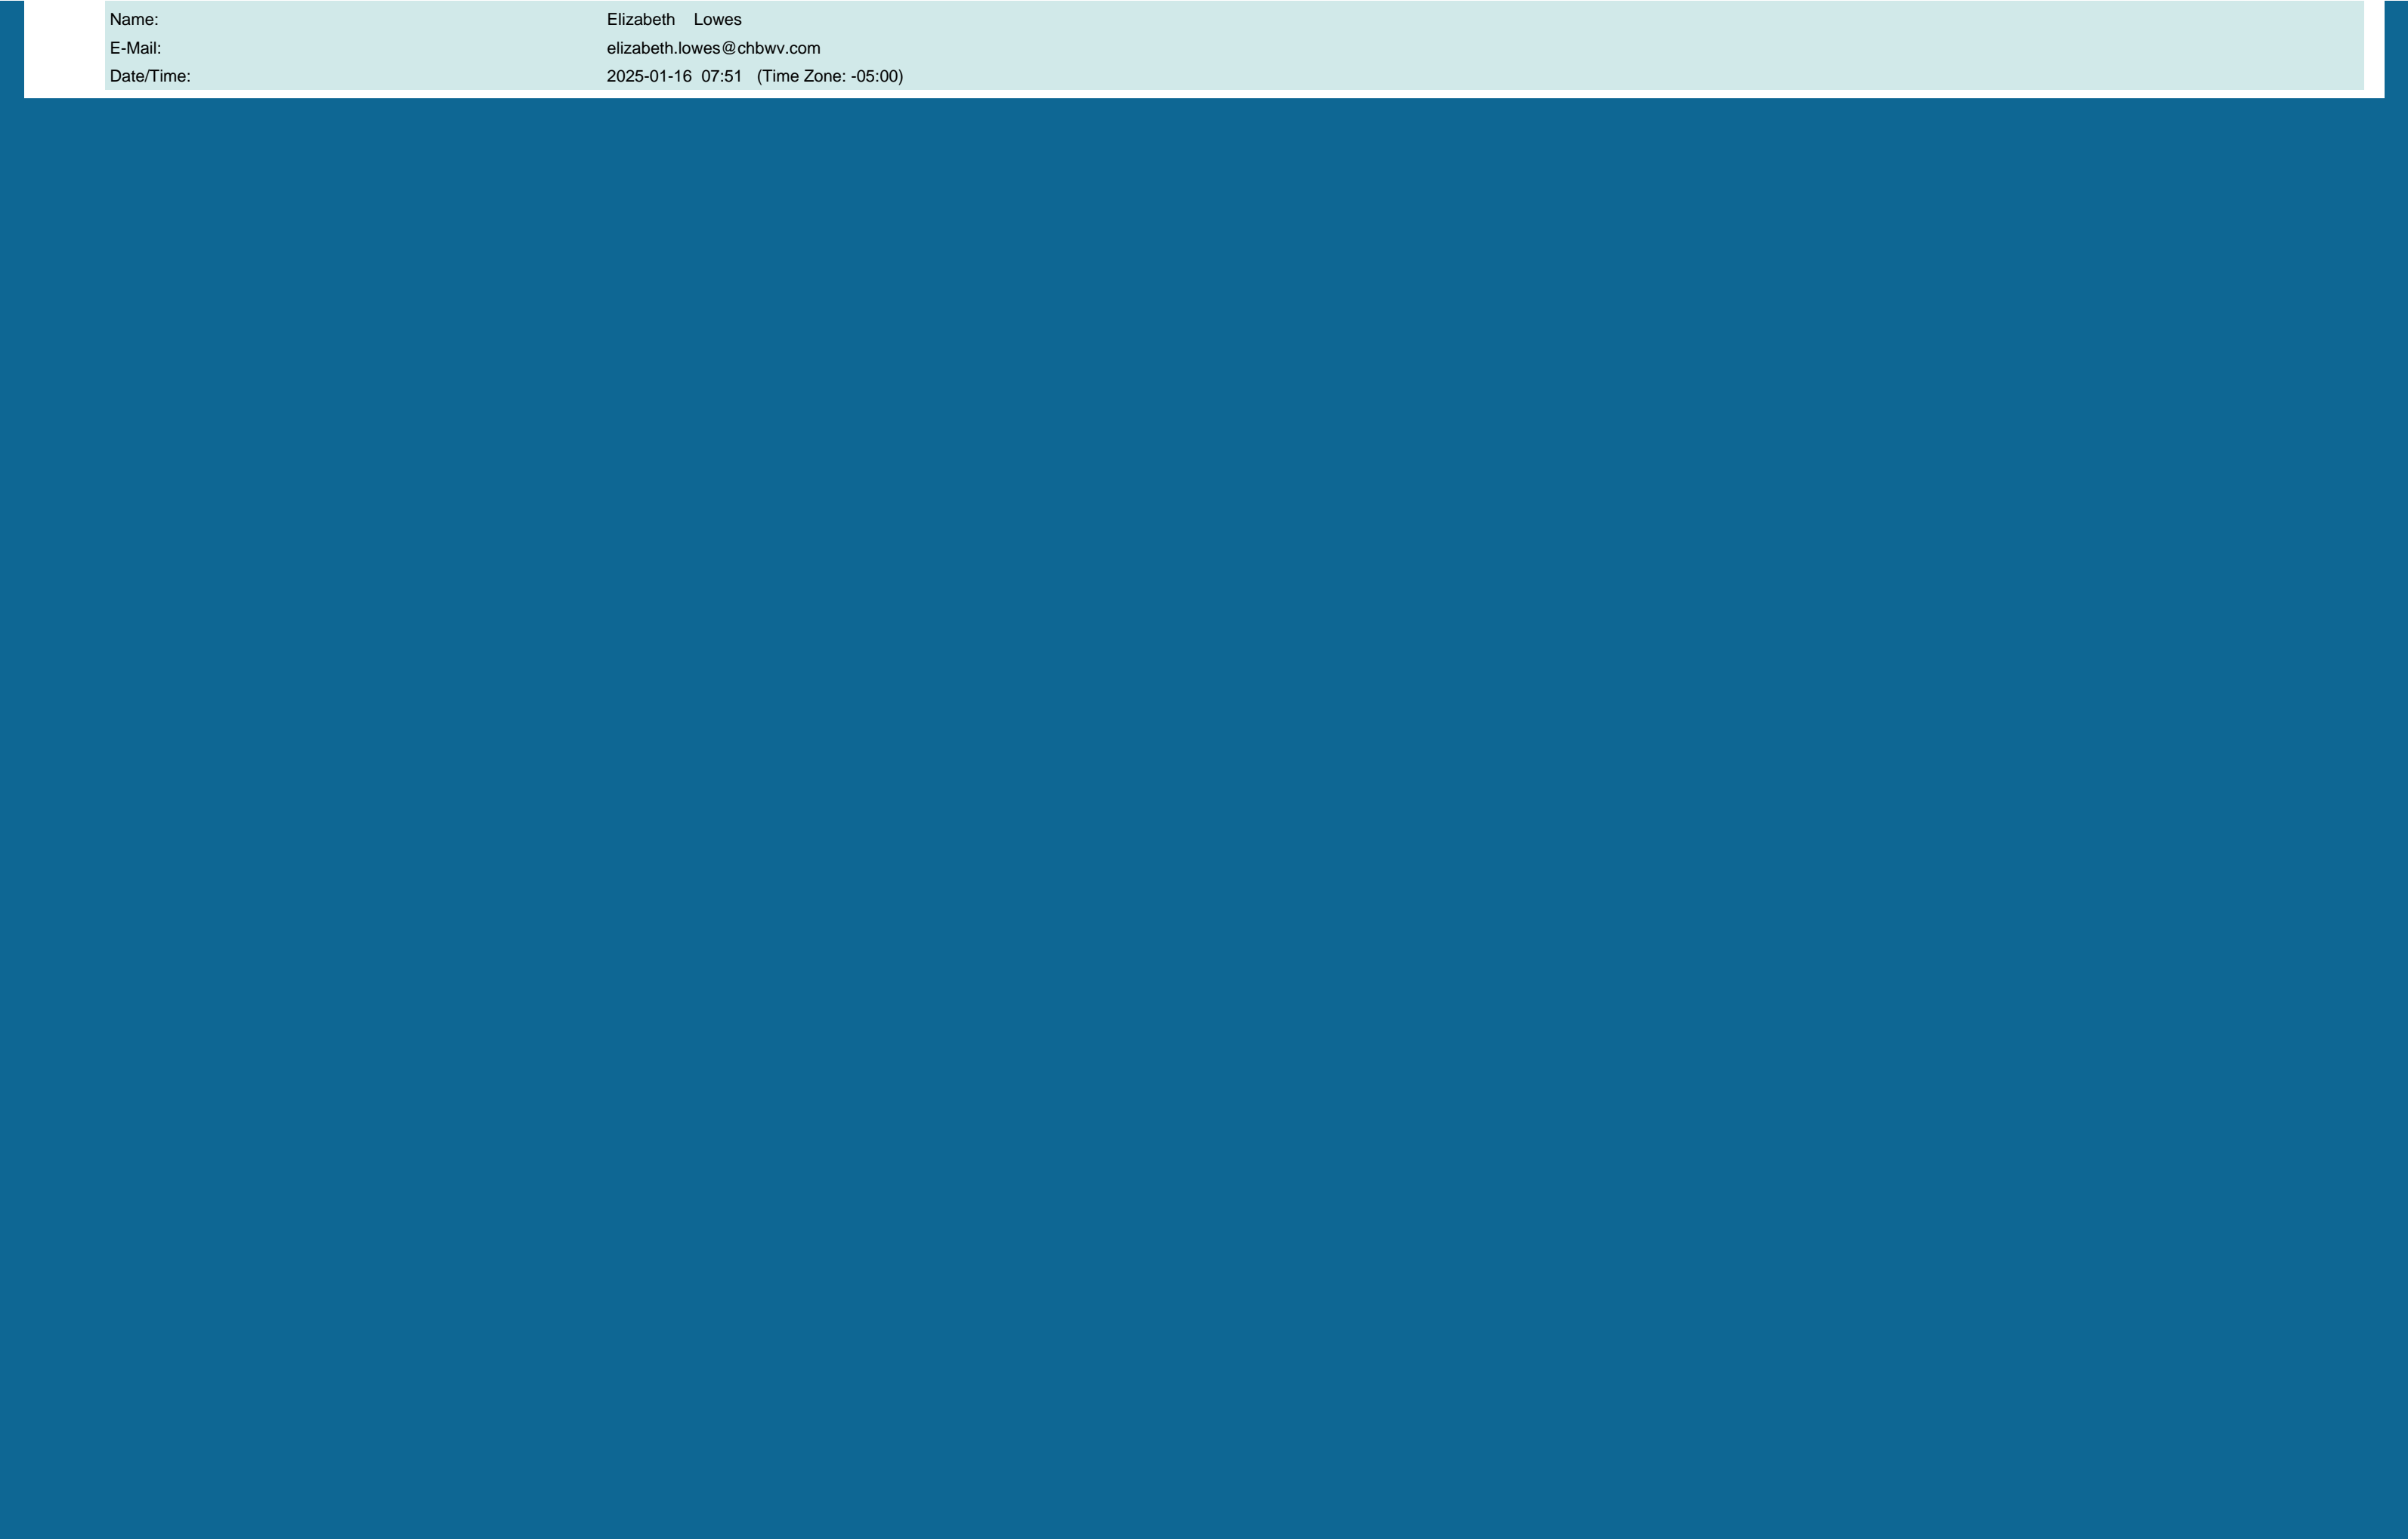 Name: Elizabeth Lowes
E-Mail: elizabeth.lowes@chbwv.com
Date/Time: 2025-01-16 07:51 (Time Zone: -05:00)